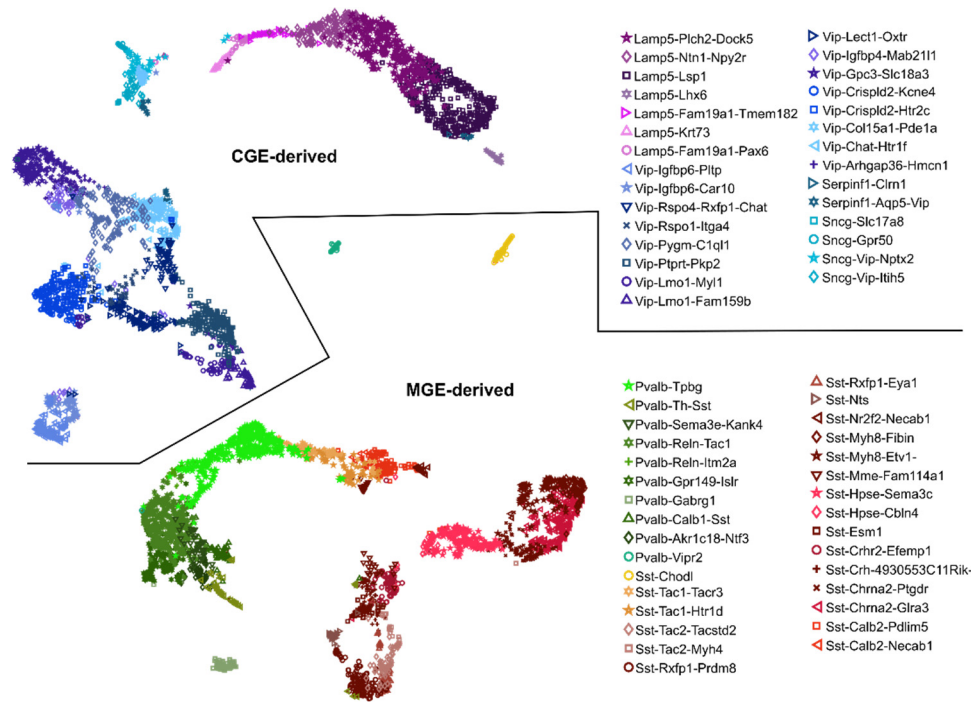 Lamp5-Plch2-Dock5
Lamp5-Ntn1-Npy2r
Lamp5-Lsp1
Lamp5-Lhx6
Lamp5-Fam19a1-Tmem182
Lamp5-Krt73
Lamp5-Fam19a1-Pax6
Vip-Igfbp6-Pltp
Vip-Igfbp6-Car10
Vip-Rspo4-Rxfp1-Chat
Vip-Rspo1-Itga4
Vip-Pygm-C1ql1
Vip-Ptprt-Pkp2
Vip-Lmo1-Myl1
Vip-Lmo1-Fam159b
Vip-Lect1-Oxtr
Vip-Igfbp4-Mab21l1
Vip-Gpc3-Slc18a3
Vip-Crispld2-Kcne4
Vip-Crispld2-Htr2c
Vip-Col15a1-Pde1a
Vip-Chat-Htr1f
Vip-Arhgap36-Hmcn1
Serpinf1-Clrn1
Serpinf1-Aqp5-Vip
Sncg-Slc17a8
Sncg-Gpr50
Sncg-Vip-Nptx2
Sncg-Vip-Itih5
CGE-derived
MGE-derived
Pvalb-Tpbg
Pvalb-Th-Sst
Pvalb-Sema3e-Kank4
Pvalb-Reln-Tac1
Pvalb-Reln-Itm2a
Pvalb-Gpr149-Islr
Pvalb-Gabrg1
Pvalb-Calb1-Sst
Pvalb-Akr1c18-Ntf3
Pvalb-Vipr2
Sst-Chodl
Sst-Tac1-Tacr3
Sst-Tac1-Htr1d
Sst-Tac2-Tacstd2
Sst-Tac2-Myh4
Sst-Rxfp1-Prdm8
Sst-Rxfp1-Eya1
Sst-Nts
Sst-Nr2f2-Necab1
Sst-Myh8-Fibin
Sst-Myh8-Etv1-
Sst-Mme-Fam114a1
Sst-Hpse-Sema3c
Sst-Hpse-Cbln4
Sst-Esm1
Sst-Crhr2-Efemp1
Sst-Crh-4930553C11Rik-
Sst-Chrna2-Ptgdr
Sst-Chrna2-Glra3
Sst-Calb2-Pdlim5
Sst-Calb2-Necab1